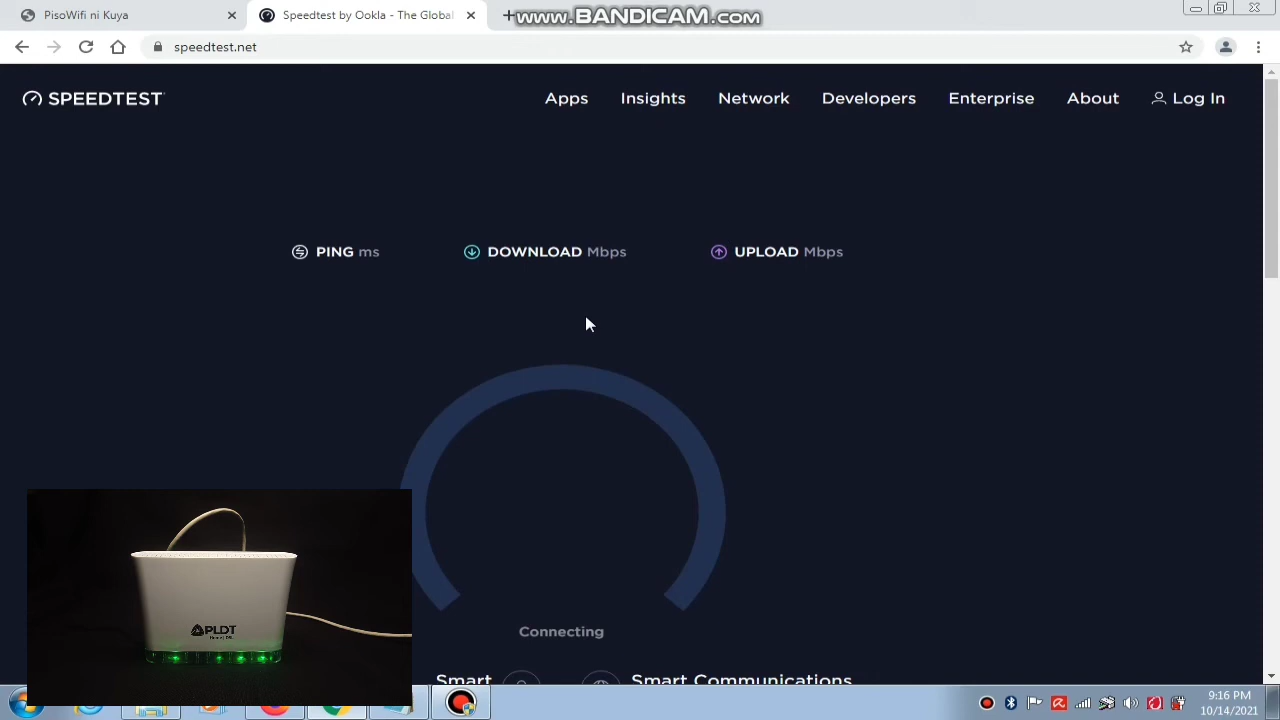 PisoWifi ni Kuya
Speedtest by Ookla - The Global
www.BANDICAM.com
speedtest.net
SPEEDTEST
Apps Insights Network Developers Enterprise About Log In
PING ms
DOWNLOAD Mbps
UPLOAD Mbps
Connecting
Smart
Smart Communications
PLDT
9:16 PM
10/14/2021